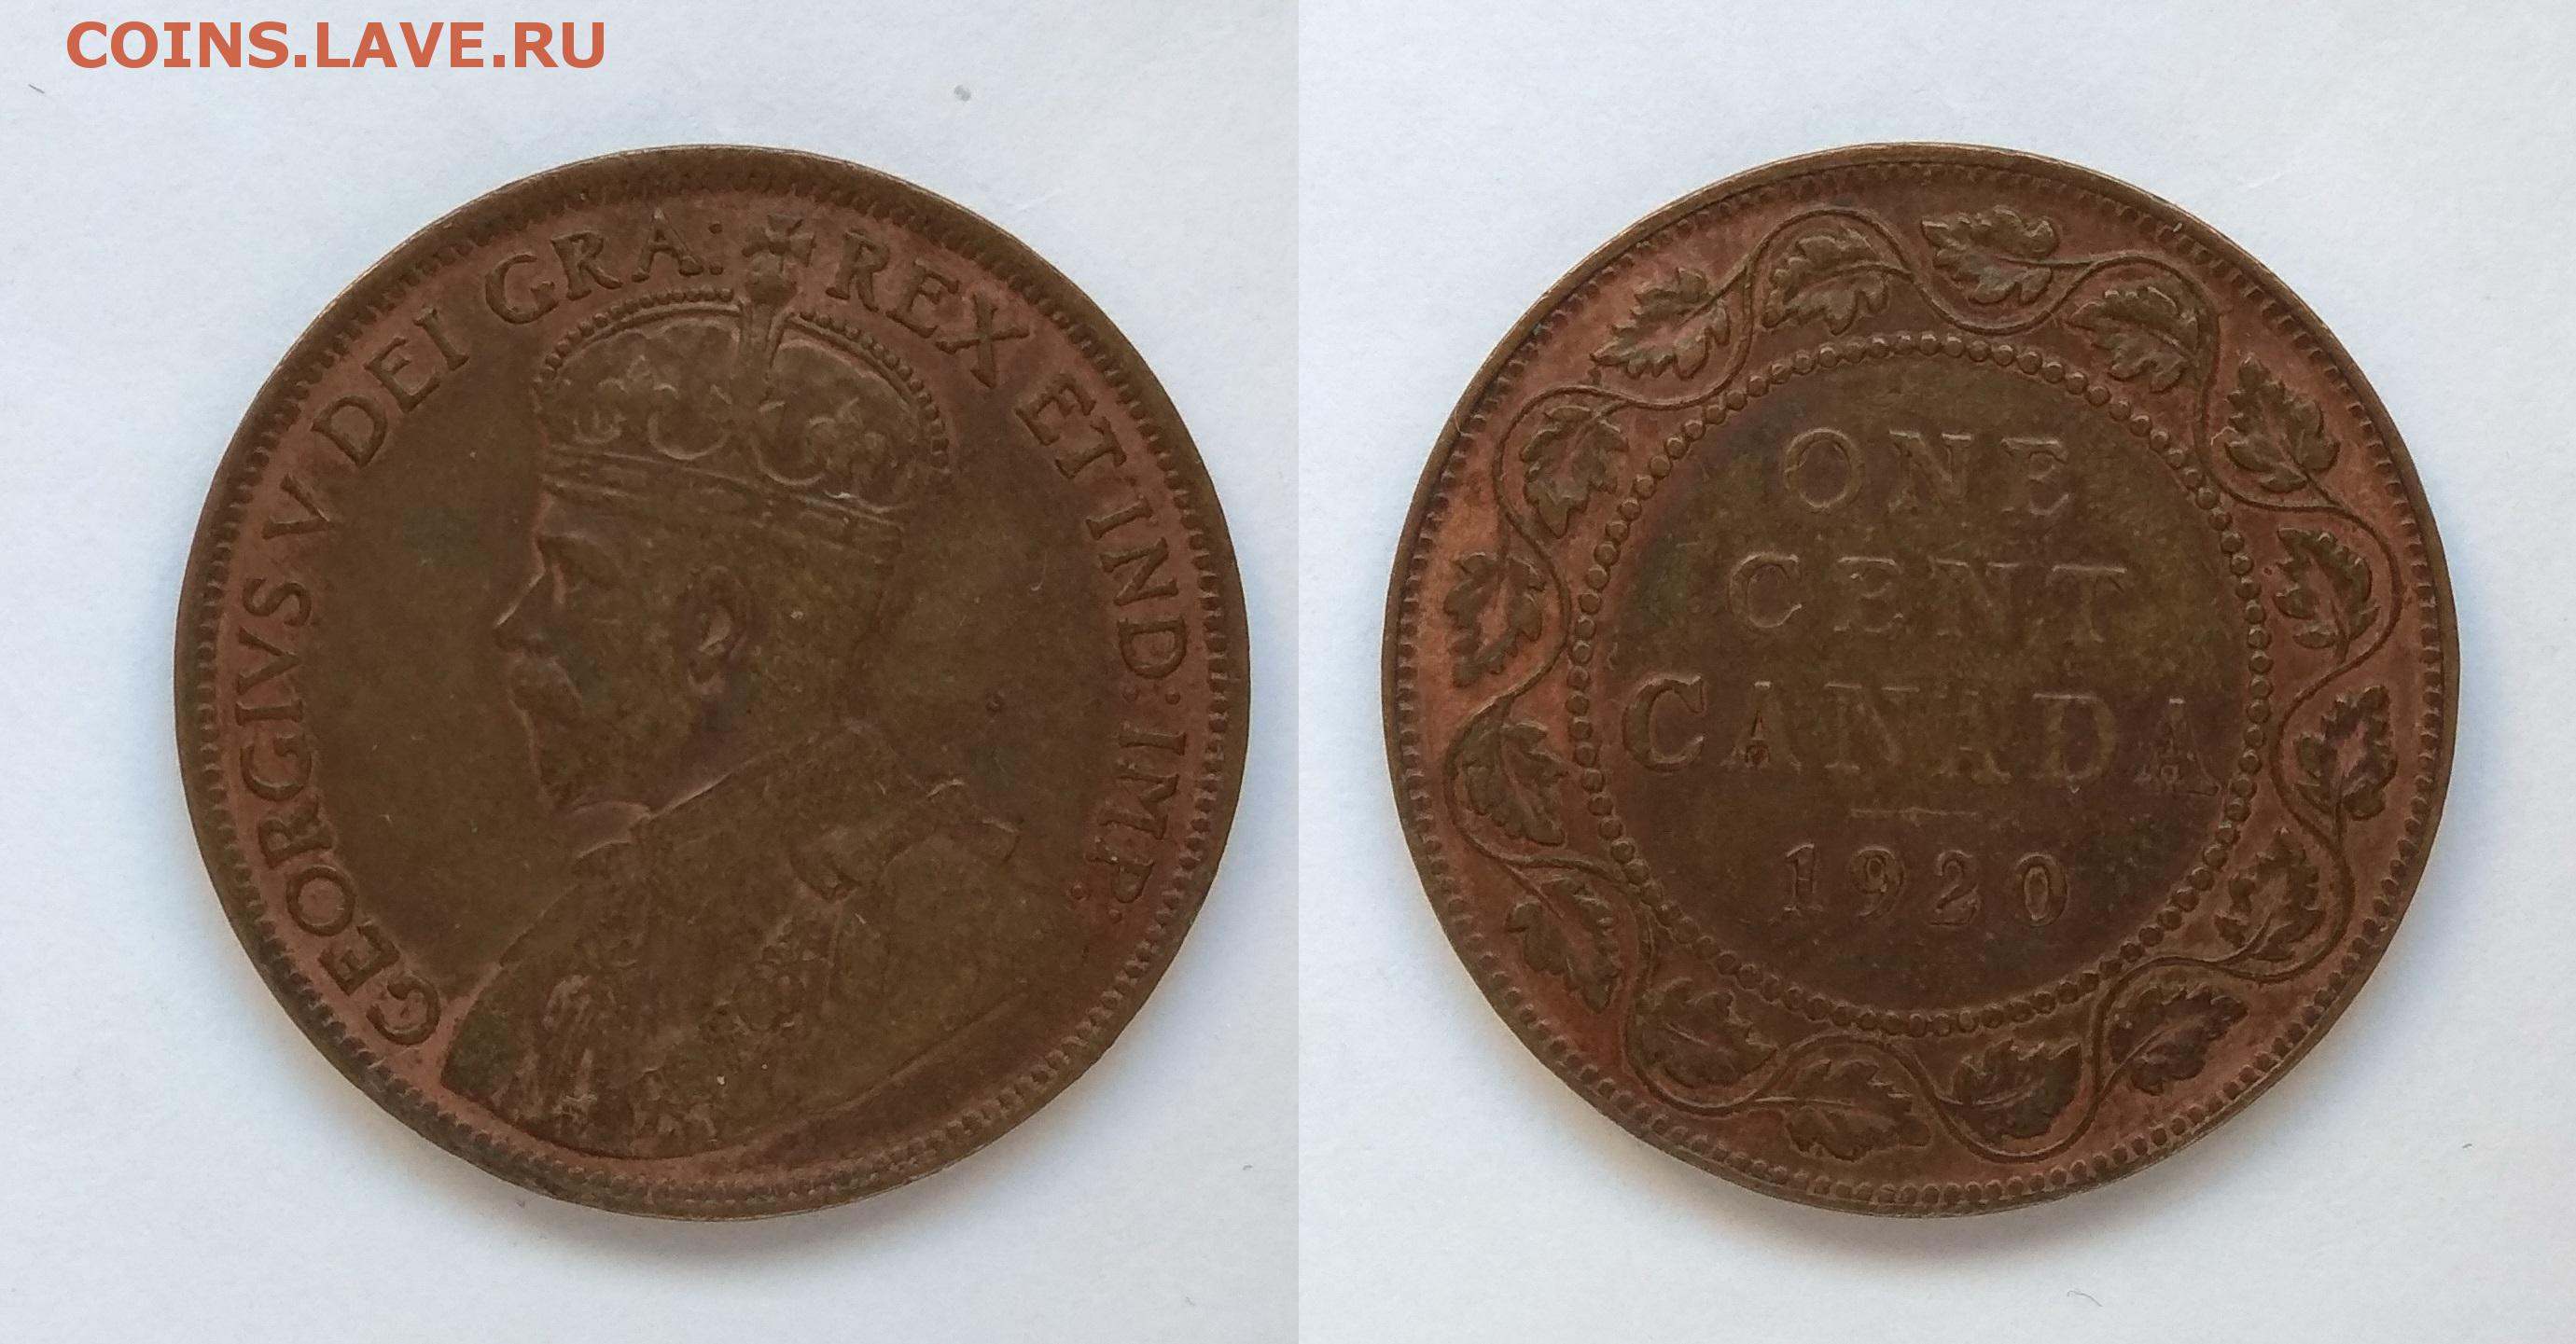 COINS.LAVE.RU
GEORGIVS V DEI GRA: REX ET IND: IMP:
ONE
CENT
CANADA
1920